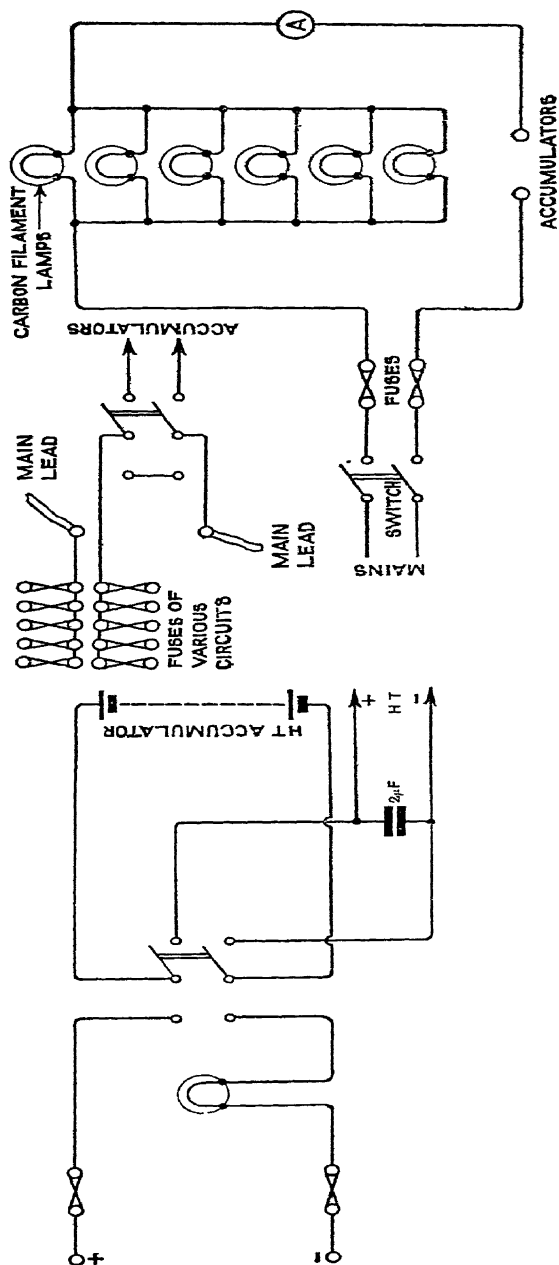 +
−
HT ACCUMULATOR
+
HT
−
2µF
MAIN
LEAD
FUSES OF
VARIOUS
CIRCUITS
MAIN
LEAD
ACCUMULATORS
CARBON FILAMENT
LAMPS
A
MAINS
SWITCH
FUSES
ACCUMULATORS